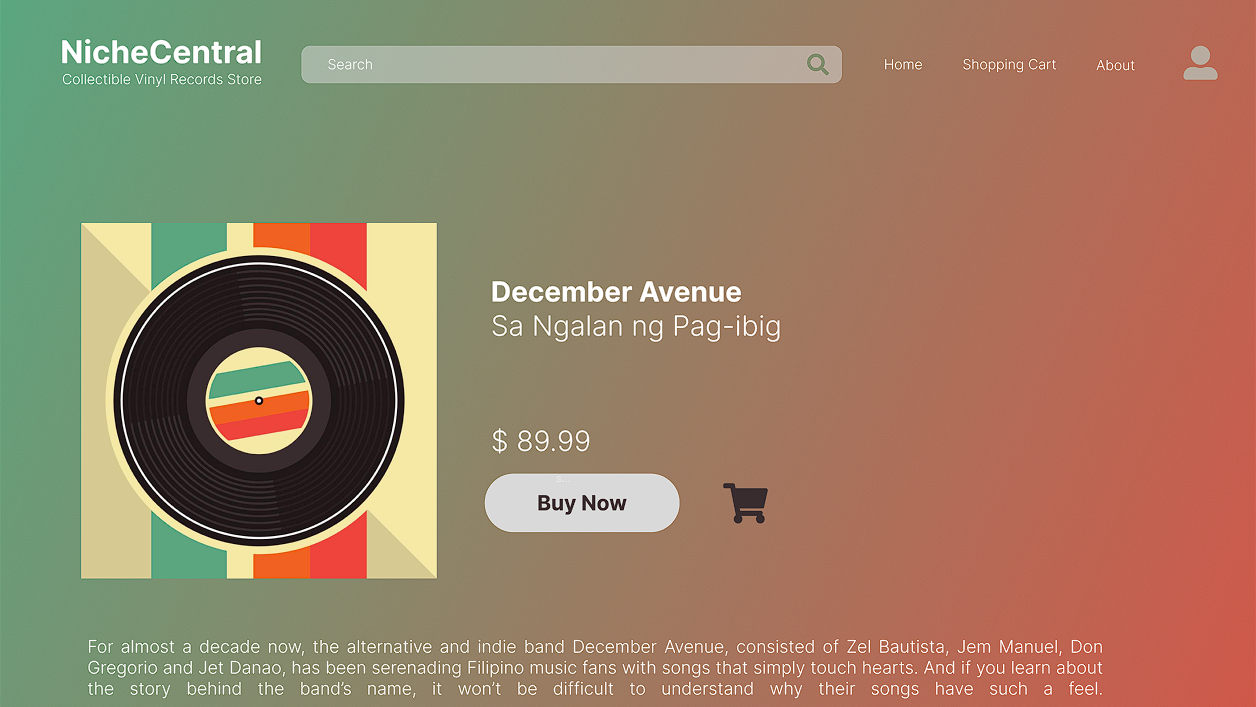 NicheCentral
Collectible Vinyl Records Store
Search
Home
Shopping Cart
About
December Avenue
Sa Ngalan ng Pag-ibig
$ 89.99
Buy Now
For almost a decade now, the alternative and indie band December Avenue, consisted of Zel Bautista, Jem Manuel, Don
Gregorio and Jet Danao, has been serenading Filipino music fans with songs that simply touch hearts. And if you learn about
the story behind the band's name, it won't be difficult to understand why their songs have such a feel.